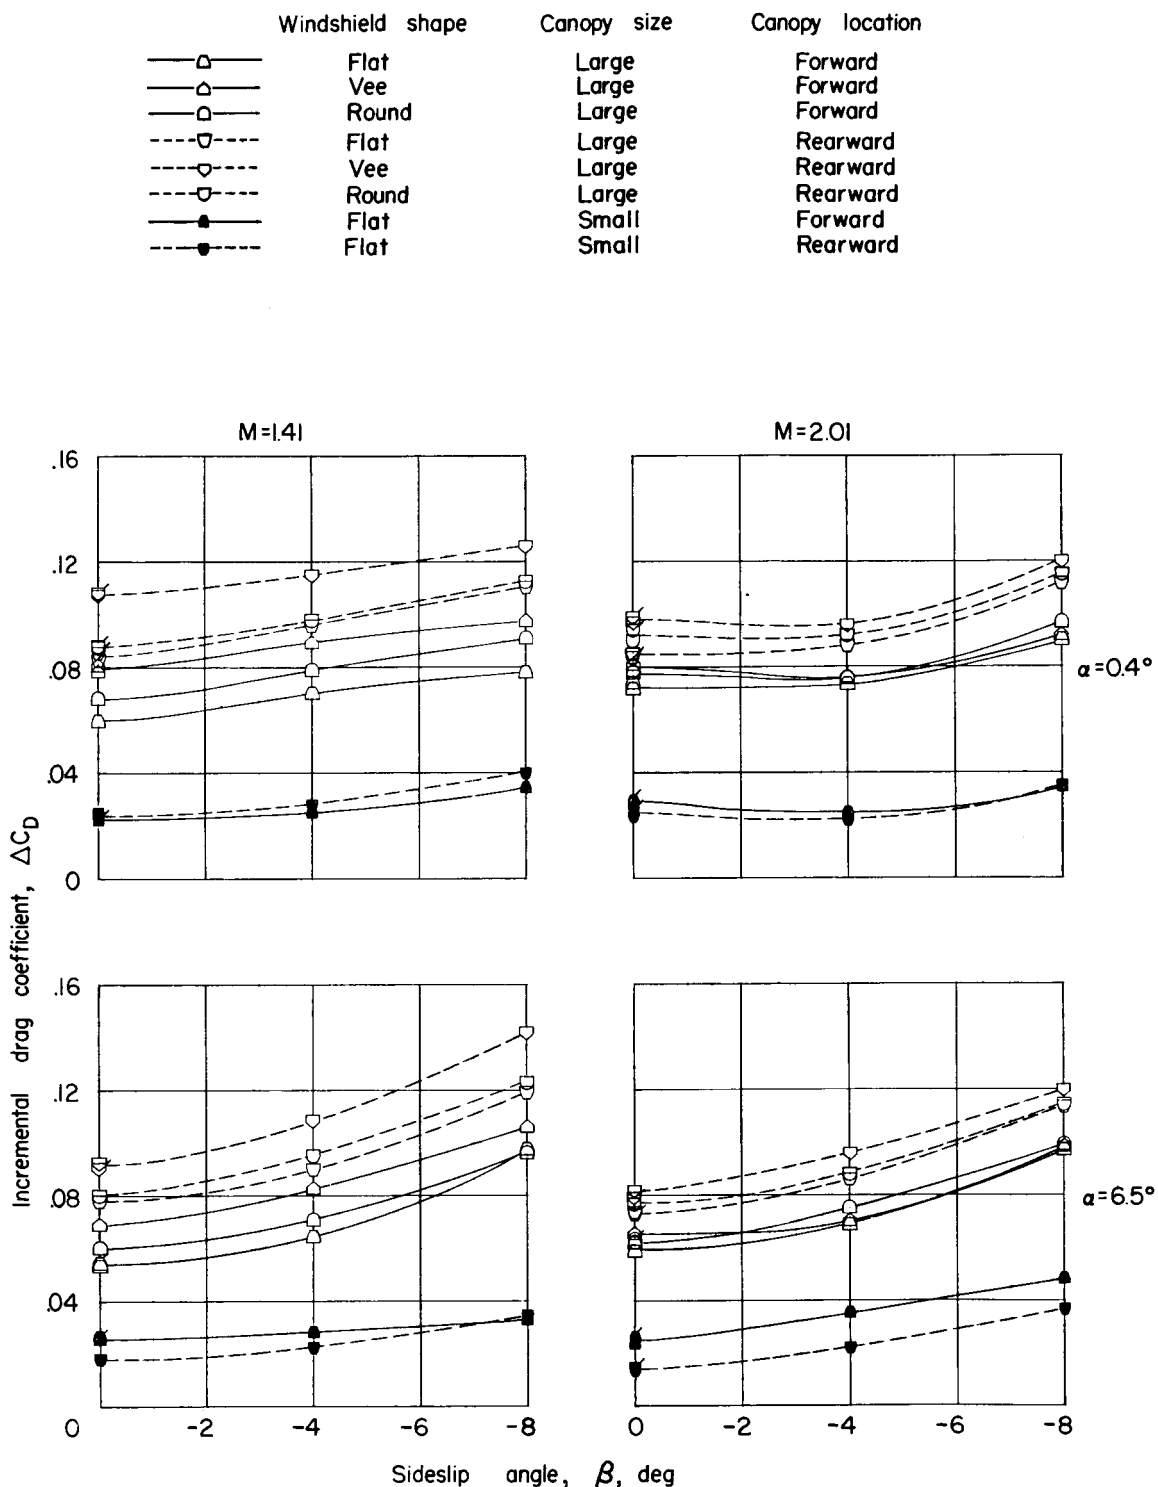 Windshield shape Canopy size Canopy location
Flat Large Forward
Vee Large Forward
Round Large Forward
Flat Large Rearward
Vee Large Rearward
Round Large Rearward
Flat Small Forward
Flat Small Rearward
M=1.41 M=2.01
.16
.12
.08
.04
0
α=0.4°
.16
.12
.08
.04
0 -2 -4 -6 -8
0 -2 -4 -6 -8
α=6.5°
Incremental drag coefficient, ΔC_D
Sideslip angle, β, deg